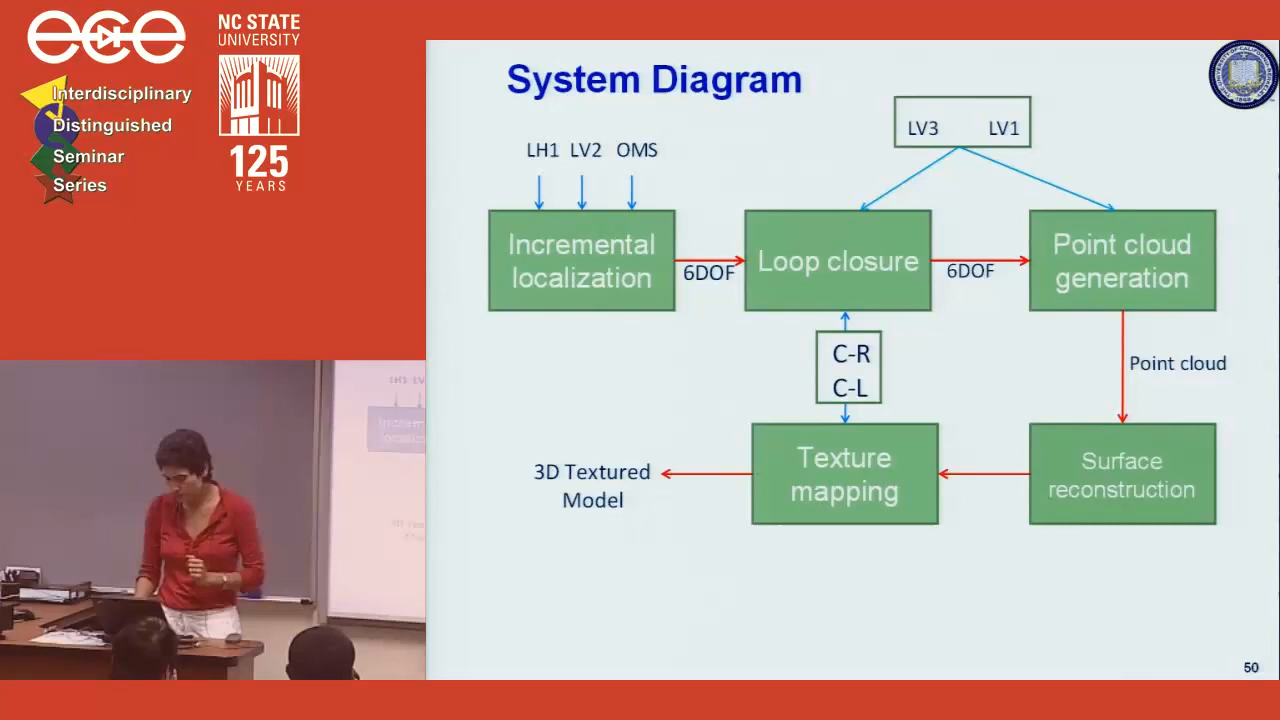 ece
NC STATE
UNIVERSITY
Interdisciplinary
Distinguished
Seminar
Series
125
YEARS
System Diagram
LV3 LV1
LH1 LV2 OMS
Incremental
localization
6DOF
Loop closure
6DOF
Point cloud
generation
C-R
C-L
Point cloud
3D Textured
Model
Texture
mapping
Surface
reconstruction
50